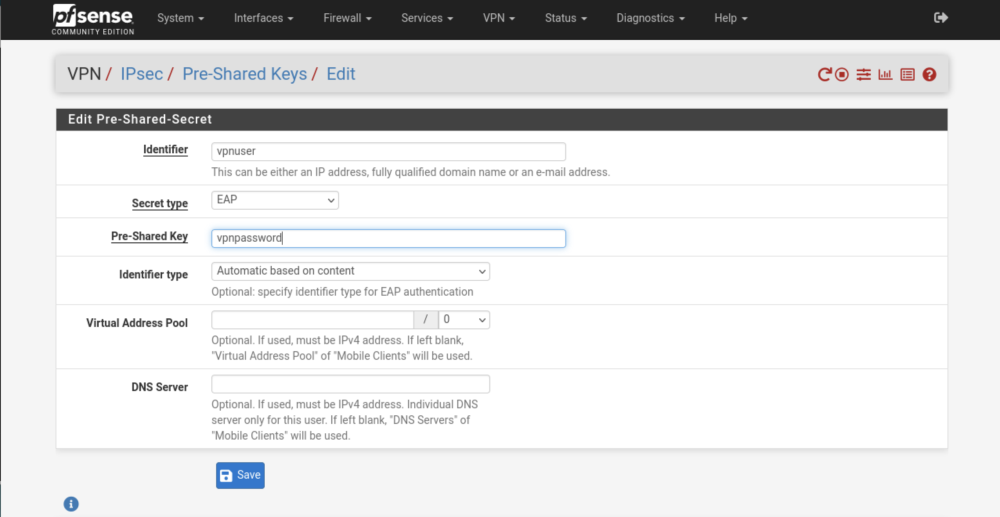 pfsense
COMMUNITY EDITION
System
Interfaces
Firewall
Services
VPN
Status
Diagnostics
Help
VPN / IPsec / Pre-Shared Keys / Edit
Edit Pre-Shared-Secret
Identifier
vpnuser
This can be either an IP address, fully qualified domain name or an e-mail address.
Secret type
EAP
Pre-Shared Key
vpnpassword
Identifier type
Automatic based on content
Optional: specify identifier type for EAP authentication
Virtual Address Pool
/ 0
Optional. If used, must be IPv4 address. If left blank,
"Virtual Address Pool" of "Mobile Clients" will be used.
DNS Server
Optional. If used, must be IPv4 address. Individual DNS
server only for this user. If left blank, "DNS Servers" of
"Mobile Clients" will be used.
Save